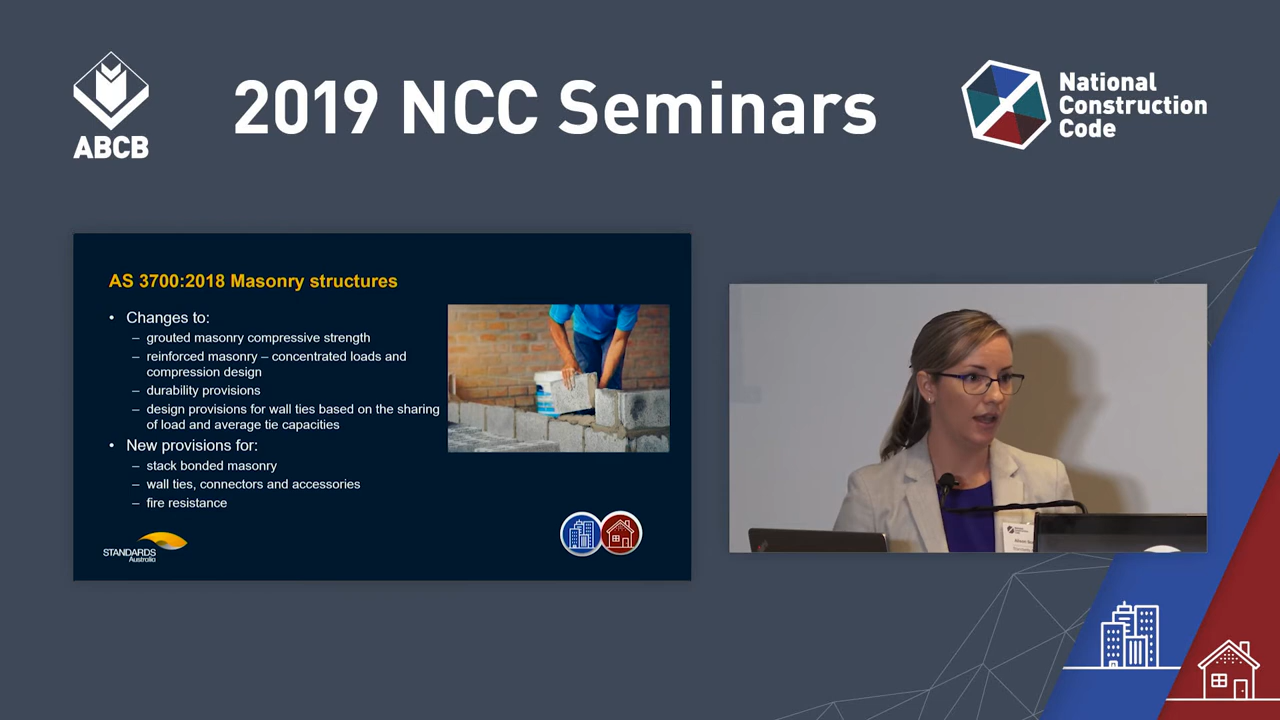 ABCB
2019 NCC Seminars
National
Construction
Code
AS 3700:2018 Masonry structures
• Changes to:
– grouted masonry compressive strength
– reinforced masonry – concentrated loads and
compression design
– durability provisions
– design provisions for wall ties based on the sharing
of load and average tie capacities
• New provisions for:
– stack bonded masonry
– wall ties, connectors and accessories
– fire resistance
STANDARDS
Australia